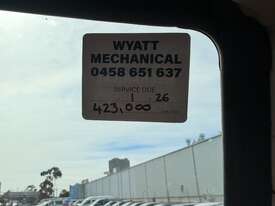 WYATT
MECHANICAL
0458 651 637
SERVICE DUE
1 26
423,000